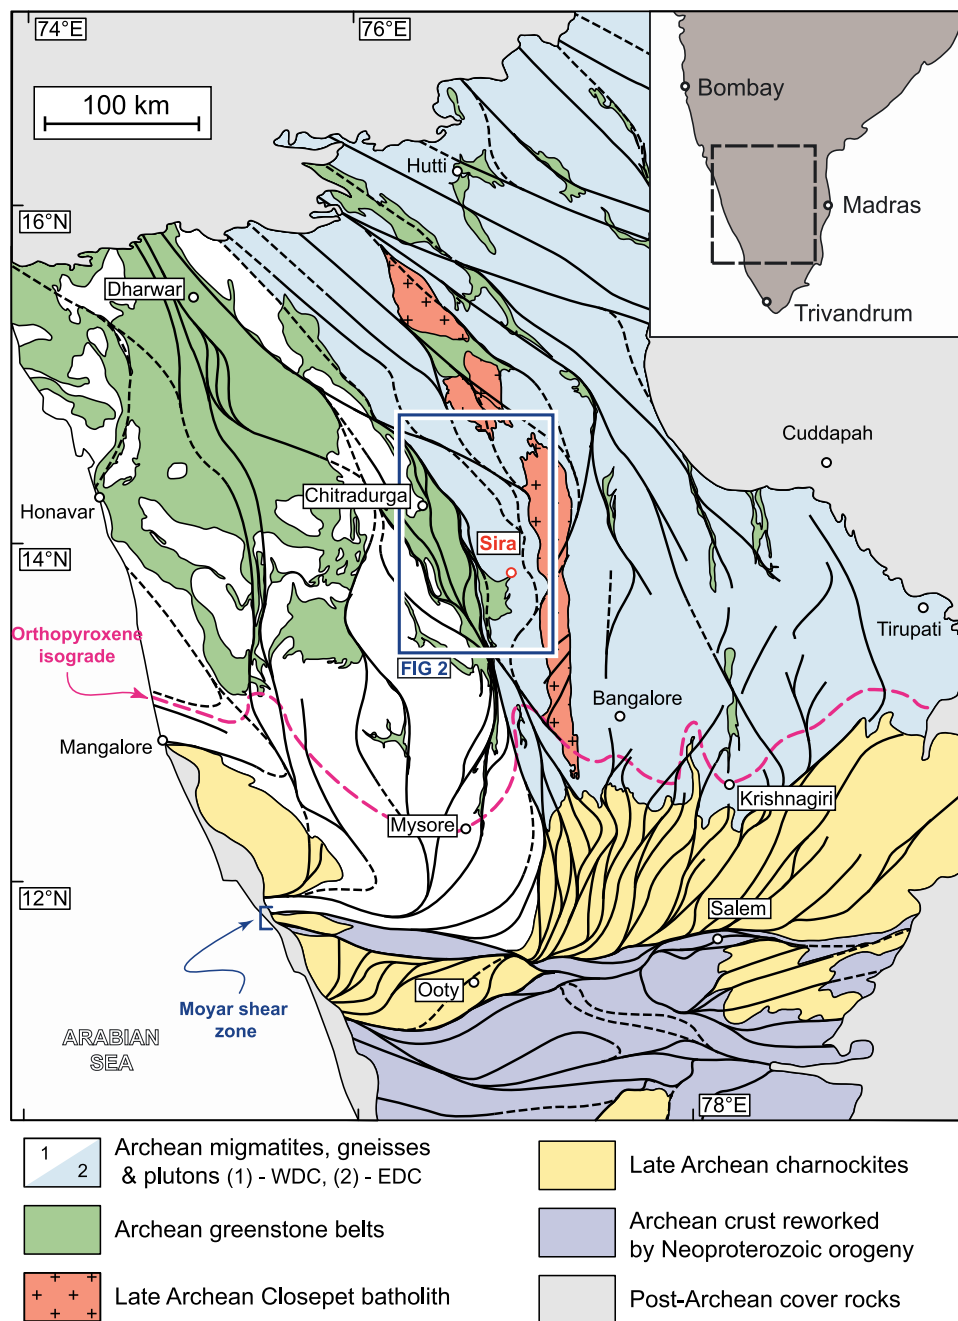 74°E
76°E
100 km
Bombay
Madras
Trivandrum
Hutti
16°N
Dharwar
Cuddapah
Honavar
Chitradurga
14°N
Sira
Tirupati
Orthopyroxene
isograde
FIG 2
Bangalore
Mangalore
Krishnagiri
Mysore
12°N
Salem
Ooty
Moyar shear
zone
ARABIAN
SEA
78°E
1
2
Archean migmatites, gneisses
& plutons (1) - WDC, (2) - EDC
Archean greenstone belts
Late Archean Closepet batholith
Late Archean charnockites
Archean crust reworked
by Neoproterozoic orogeny
Post-Archean cover rocks